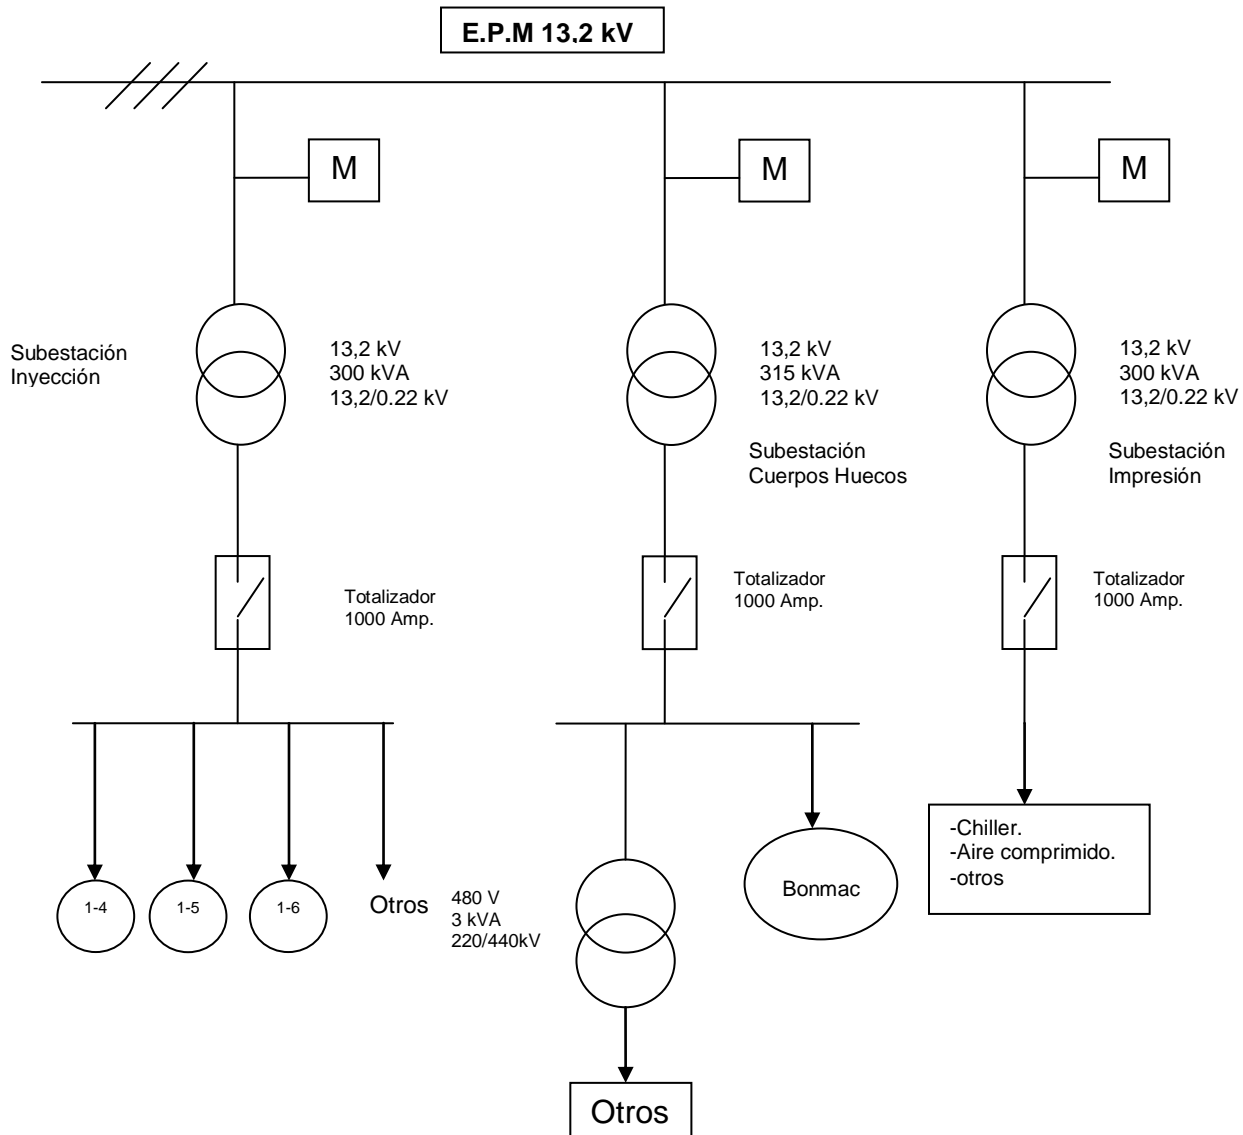 E.P.M 13,2 kV
M
M
M
Subestación
Inyección
13,2 kV
300 kVA
13,2/0.22 kV
13,2 kV
315 kVA
13,2/0.22 kV
13,2 kV
300 kVA
13,2/0.22 kV
Subestación
Cuerpos Huecos
Subestación
Impresión
Totalizador
1000 Amp.
Totalizador
1000 Amp.
Totalizador
1000 Amp.
1-4
1-5
1-6
Otros
480 V
3 kVA
220/440kV
Bonmac
-Chiller.
-Aire comprimido.
-otros
Otros